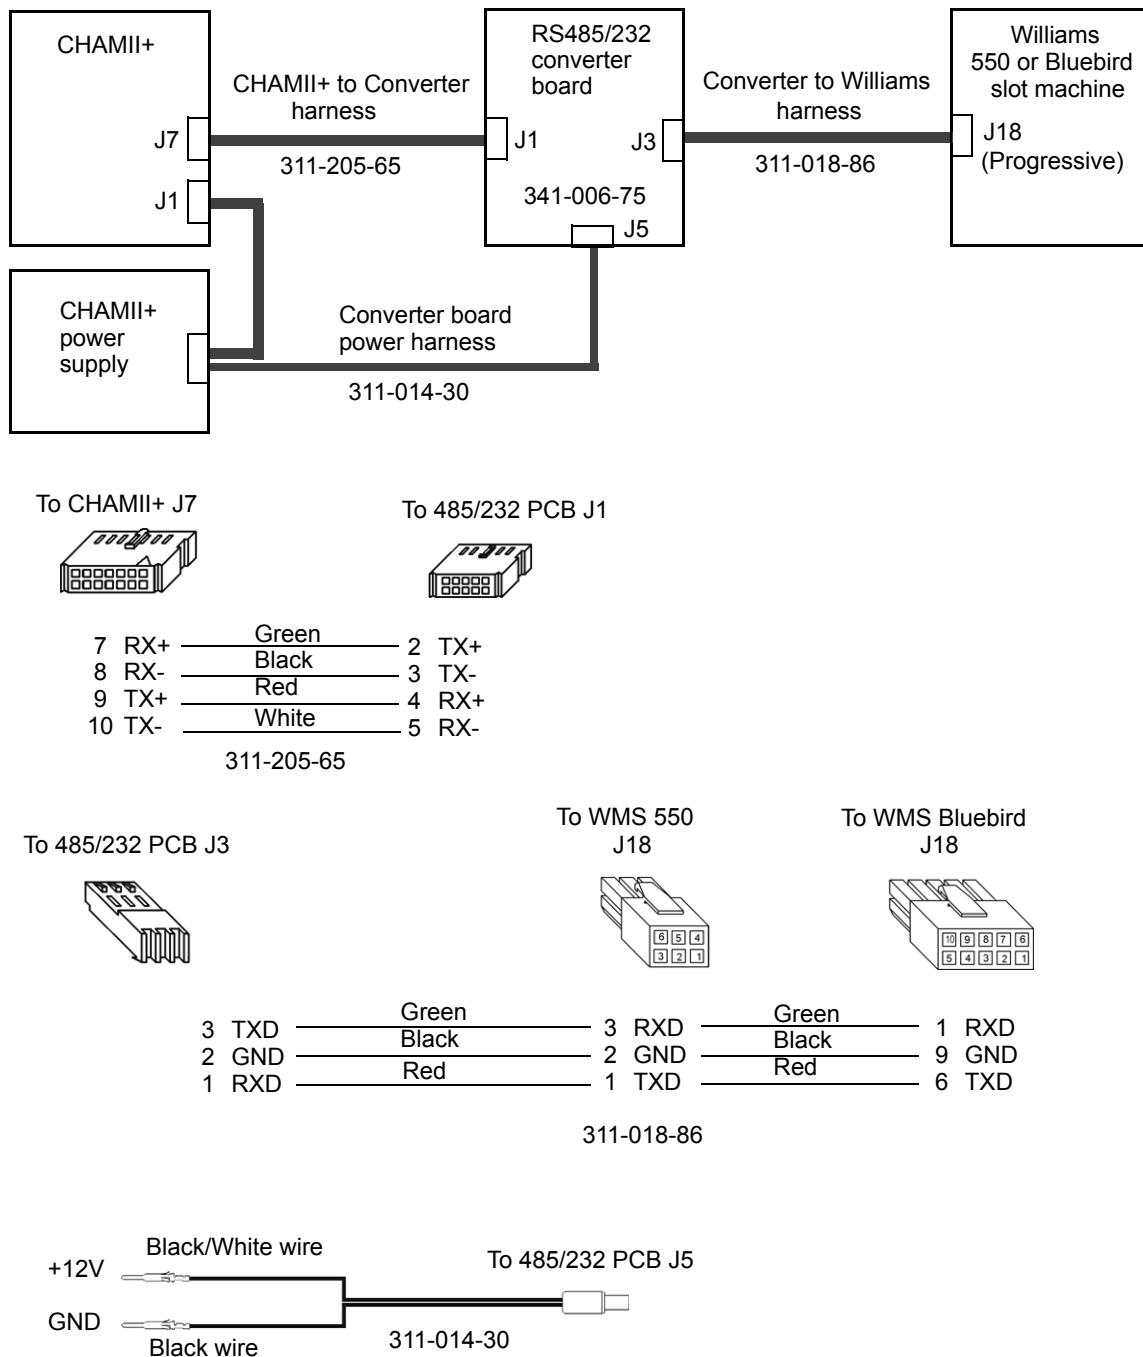 CHAMII+
RS485/232
converter
board
Williams
550 or Bluebird
slot machine
CHAMII+ to Converter
harness
Converter to Williams
harness
J7
J1
J3
J18
(Progressive)
311-205-65
311-018-86
J1
341-006-75
J5
CHAMII+
power
supply
Converter board
power harness
311-014-30
To CHAMII+ J7
To 485/232 PCB J1
7 RX+ Green 2 TX+
8 RX- Black 3 TX-
9 TX+ Red 4 RX+
10 TX- White 5 RX-
311-205-65
To 485/232 PCB J3
To WMS 550
J18
To WMS Bluebird
J18
6 5 4
3 2 1
10 9 8 7 6
5 4 3 2 1
3 TXD Green 3 RXD Green 1 RXD
2 GND Black 2 GND Black 9 GND
1 RXD Red 1 TXD Red 6 TXD
311-018-86
Black/White wire
+12V
To 485/232 PCB J5
GND
Black wire
311-014-30